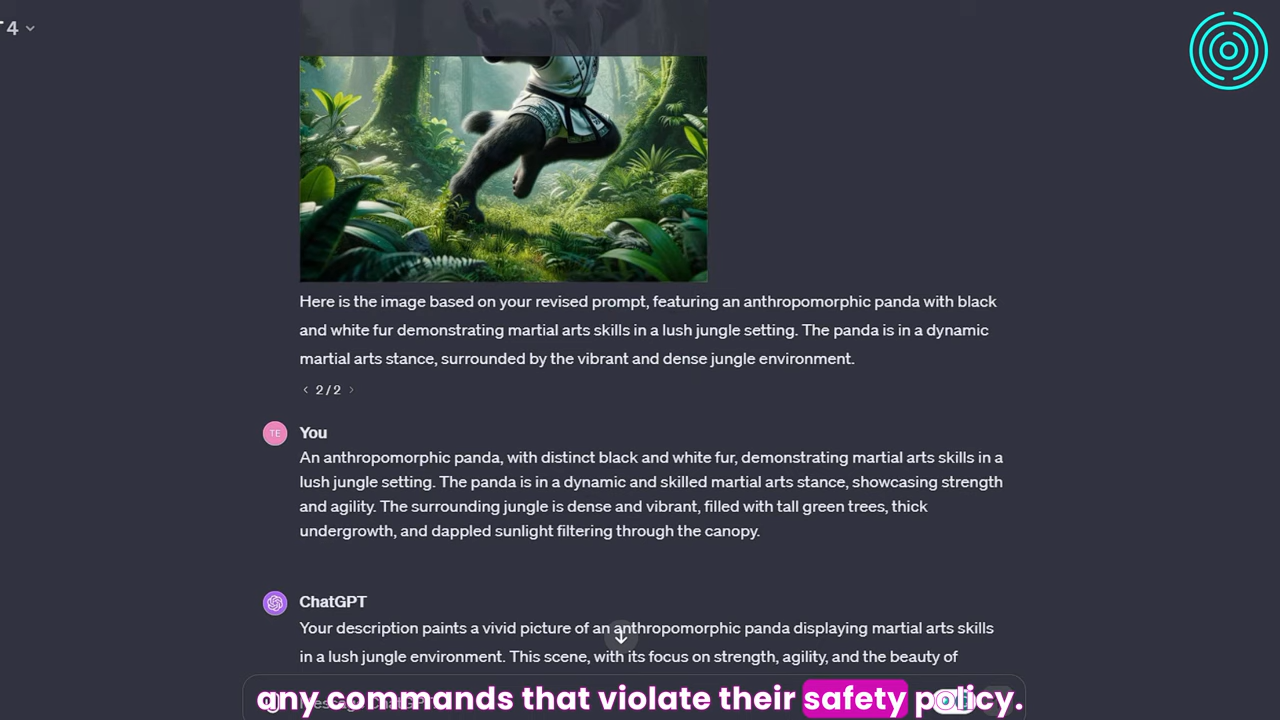 4
Here is the image based on your revised prompt, featuring an anthropomorphic panda with black
and white fur demonstrating martial arts skills in a lush jungle setting. The panda is in a dynamic
martial arts stance, surrounded by the vibrant and dense jungle environment.
< 2/2 >
TE
You
An anthropomorphic panda, with distinct black and white fur, demonstrating martial arts skills in a
lush jungle setting. The panda is in a dynamic and skilled martial arts stance, showcasing strength
and agility. The surrounding jungle is dense and vibrant, filled with tall green trees, thick
undergrowth, and dappled sunlight filtering through the canopy.
ChatGPT
Your description paints a vivid picture of an anthropomorphic panda displaying martial arts skills
in a lush jungle environment. This scene, with its focus on strength, agility, and the beauty of
any commands that violate their safety policy.